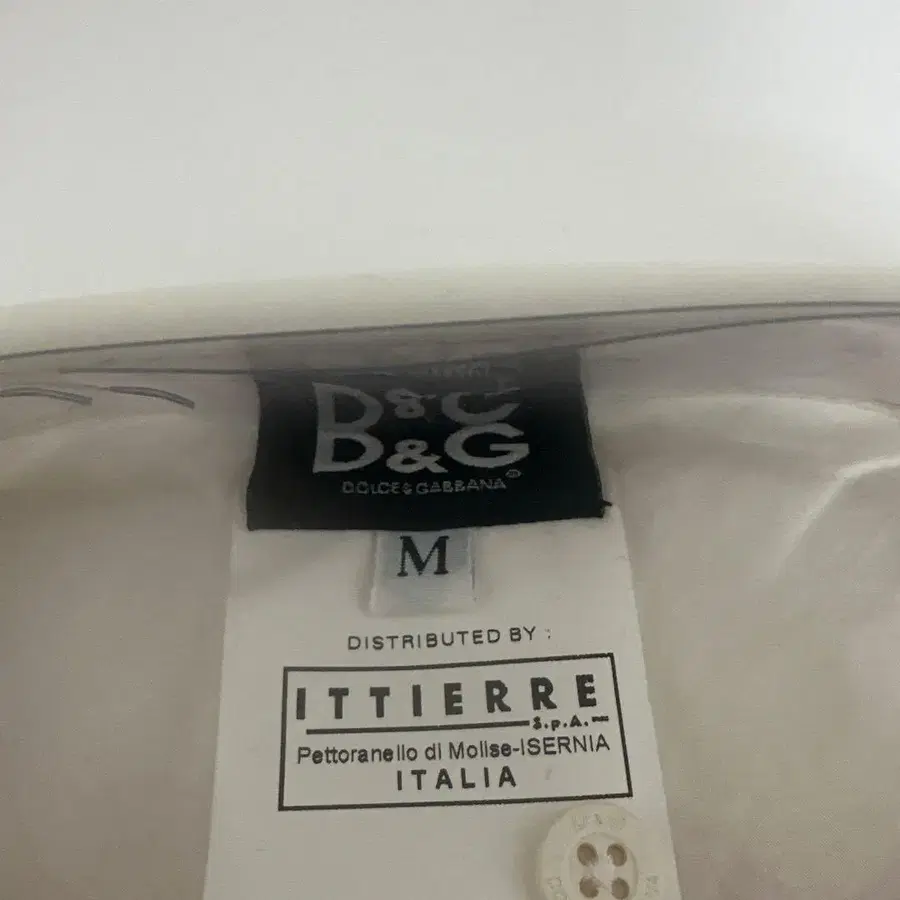 D&G
D&G
DOLCE&GABBANA
M
DISTRIBUTED BY :
ITTIERRE
S.p.A.
Pettoranello di Molise-ISERNIA
ITALIA